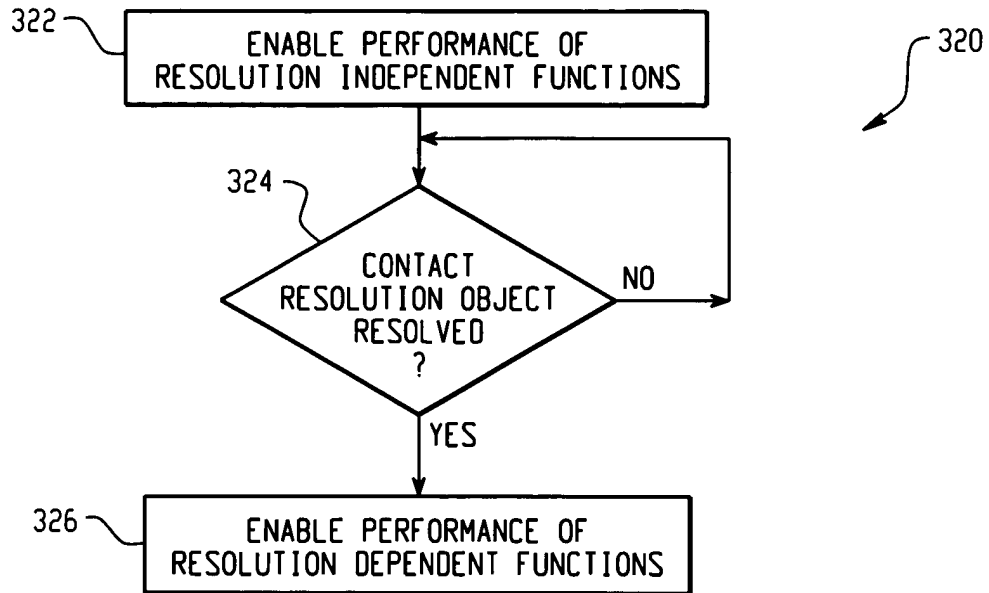 322
ENABLE PERFORMANCE OF
RESOLUTION INDEPENDENT FUNCTIONS
320
324
CONTACT
RESOLUTION OBJECT
RESOLVED
?
NO
YES
326
ENABLE PERFORMANCE OF
RESOLUTION DEPENDENT FUNCTIONS